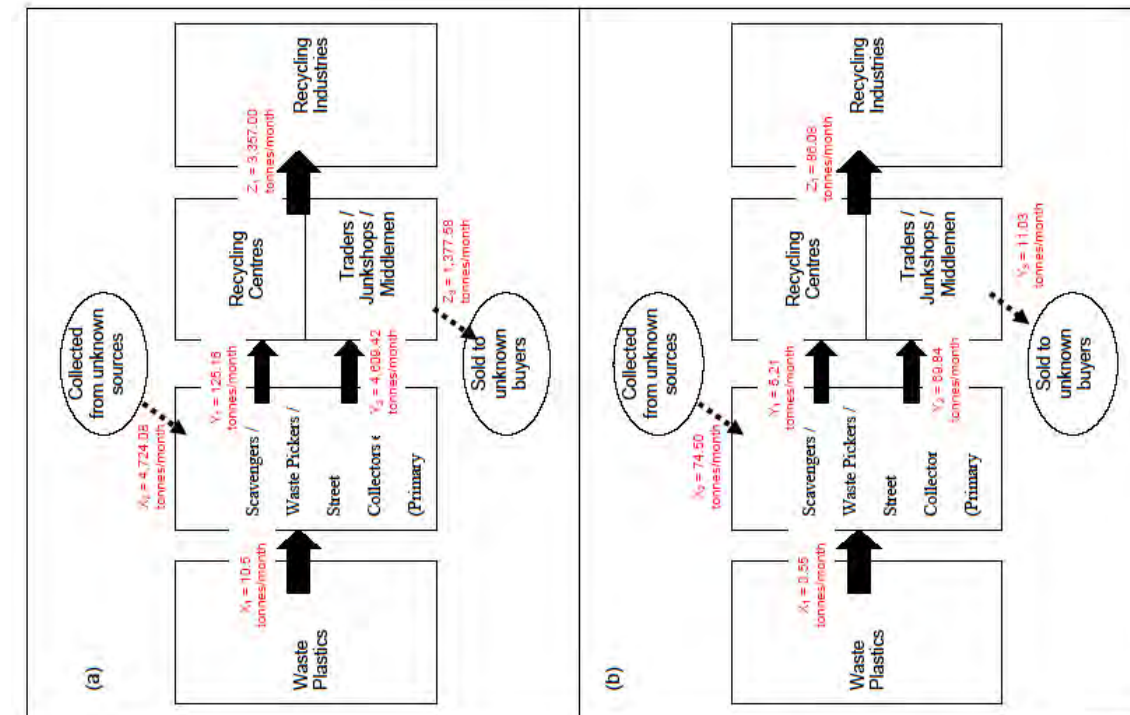 (a)
Collected
from unknown
sources
X₂ = 4,724.08
tonnes/month
Waste
Plastics
X₁ = 10.5
tonnes/month
Scavengers /
Waste Pickers /
Street
Collectors
(Primary
Y₁ = 125.16
tonnes/month
Y₂ = 4,609.42
tonnes/month
Recycling
Centres
Traders /
Junkshops /
Middlemen
Z₁ = 3,357.00
tonnes/month
Z₃ = 1,377.58
tonnes/month
Recycling
Industries
Sold to
unknown
buyers
(b)
Collected
from unknown
sources
X₂ = 74.50
tonnes/month
Waste
Plastics
X₁ = 0.55
tonnes/month
Scavengers /
Waste Pickers /
Street
Collector
(Primary
Y₁ = 5.21
tonnes/month
Y₂ = 69.84
tonnes/month
Recycling
Centres
Traders /
Junkshops /
Middlemen
Z₁ = 86.08
tonnes/month
Y₃ = 11.03
tonnes/month
Recycling
Industries
Sold to
unknown
buyers